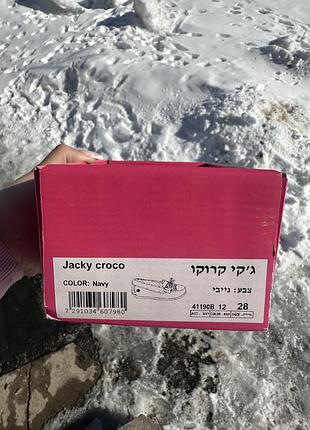 Jacky croco
ג׳קי קרוקו
COLOR: Navy
צבע: נייבי
7 291034 607980
41190B 12 28